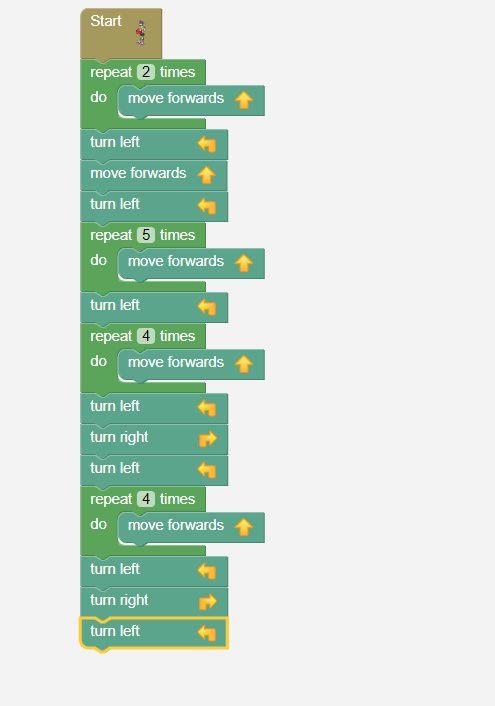 Start
repeat 2 times
do move forwards
turn left
move forwards
turn left
repeat 5 times
do move forwards
turn left
repeat 4 times
do move forwards
turn left
turn right
turn left
repeat 4 times
do move forwards
turn left
turn right
turn left